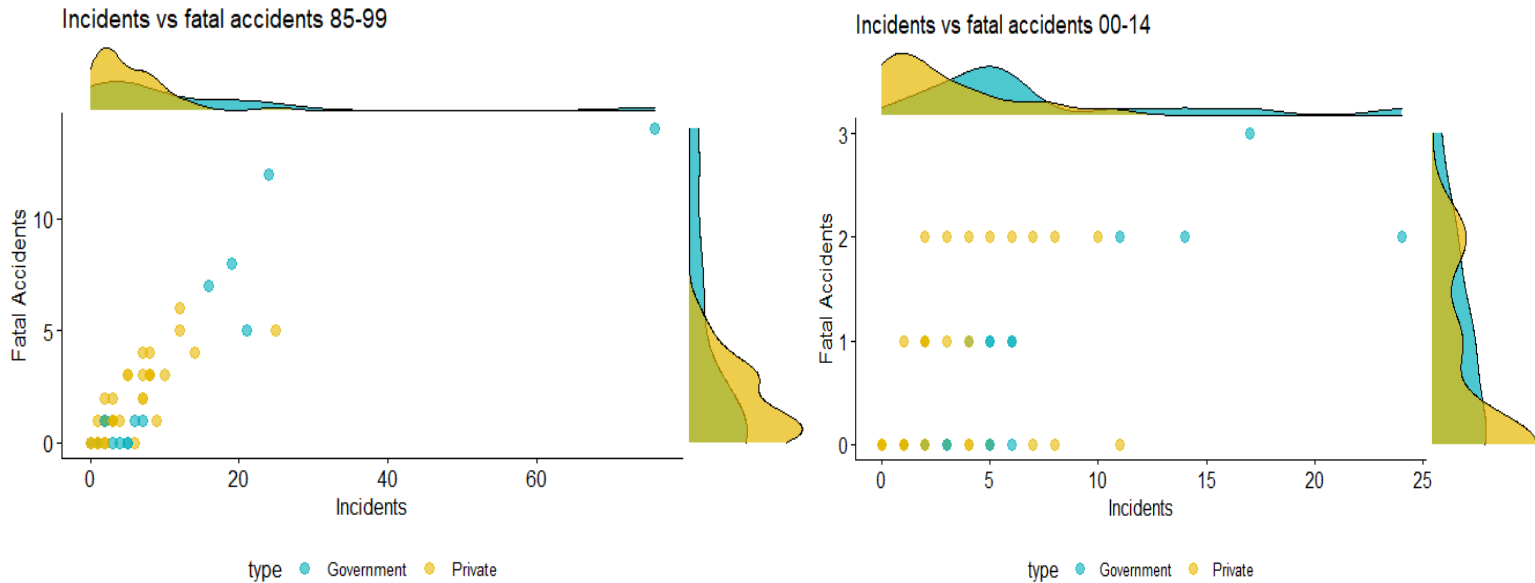 Incidents vs fatal accidents 85-99
Fatal Accidents
10
5
0
0
20
40
60
Incidents
type Government Private
Incidents vs fatal accidents 00-14
Fatal Accidents
3
2
1
0
0
5
10
15
20
25
Incidents
type Government Private